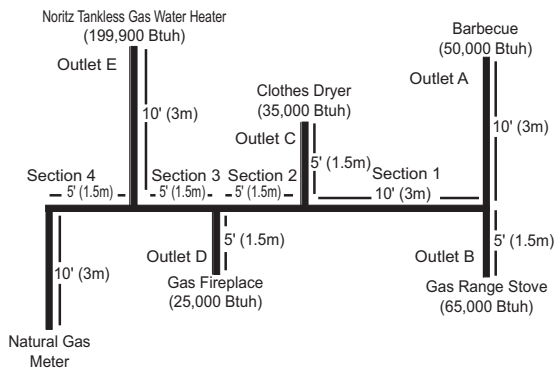 Noritz Tankless Gas Water Heater
(199,900 Btuh)
Outlet E
10' (3m)
Barbecue
(50,000 Btuh)
Outlet A
10' (3m)
Clothes Dryer
(35,000 Btuh)
Outlet C
5' (1.5m)
Section 4
5' (1.5m)
Section 3
5' (1.5m)
Section 2
5' (1.5m)
Section 1
10' (3m)
10' (3m)
Natural Gas
Meter
Outlet D
5' (1.5m)
Gas Fireplace
(25,000 Btuh)
5' (1.5m)
Outlet B
Gas Range Stove
(65,000 Btuh)